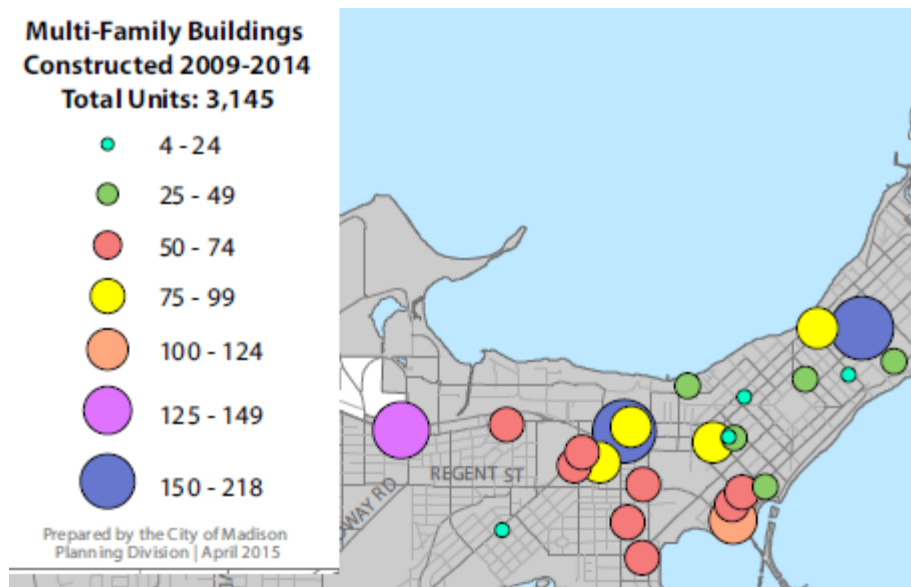 Multi-Family Buildings
Constructed 2009-2014
Total Units: 3,145
4 - 24
25 - 49
50 - 74
75 - 99
100 - 124
125 - 149
150 - 218
Prepared by the City of Madison
Planning Division | April 2015
REGENT ST
WAY RD